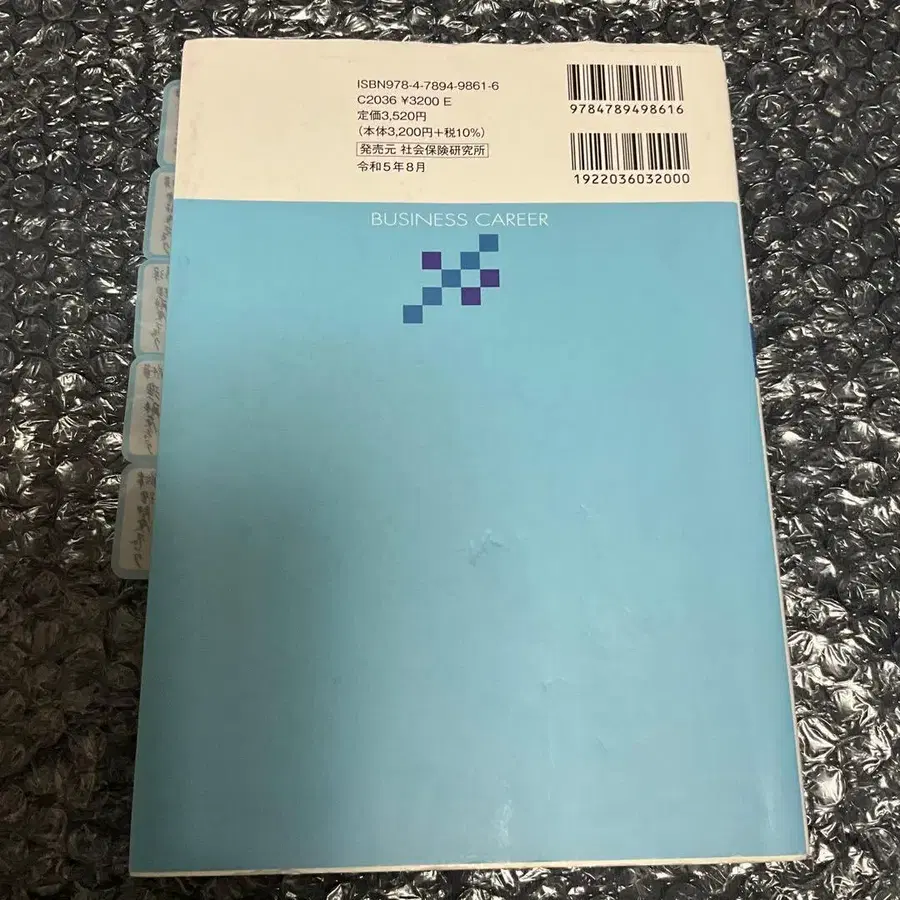 ISBN978-4-7894-9861-6
C2036 ¥3200 E
定価3,520円
(本体3,200円+税10%)
発売元 社会保険研究所
令和5年8月
9784789498616
1922036032000
BUSINESS CAREER